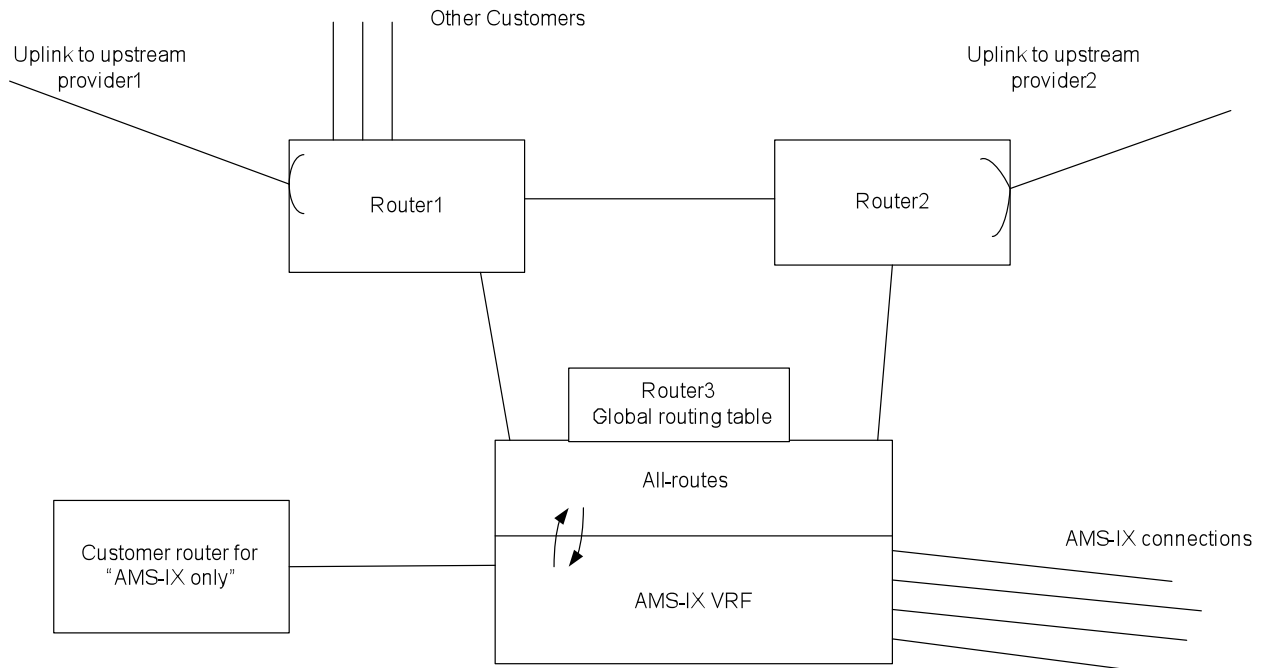 Other Customers
Uplink to upstream
provider1
Uplink to upstream
provider2
Router1
Router2
Router3
Global routing table
All-routes
Customer router for
“AMS-IX only”
AMS-IX connections
AMS-IX VRF